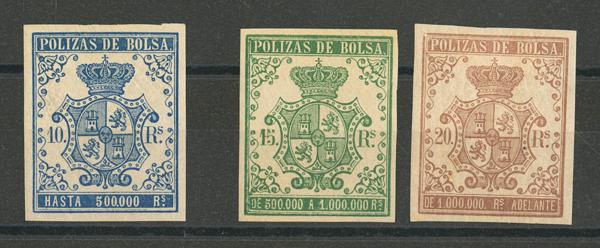 POLIZAS DE BOLSA.
10 Rs
HASTA 500.000 Rs
POLIZAS DE BOLSA.
15. Rs
DE 500.000 A 1.000.000 Rs
POLIZAS DE BOLSA.
20. Rs
DE 1.000.000. Rs ADELANTE